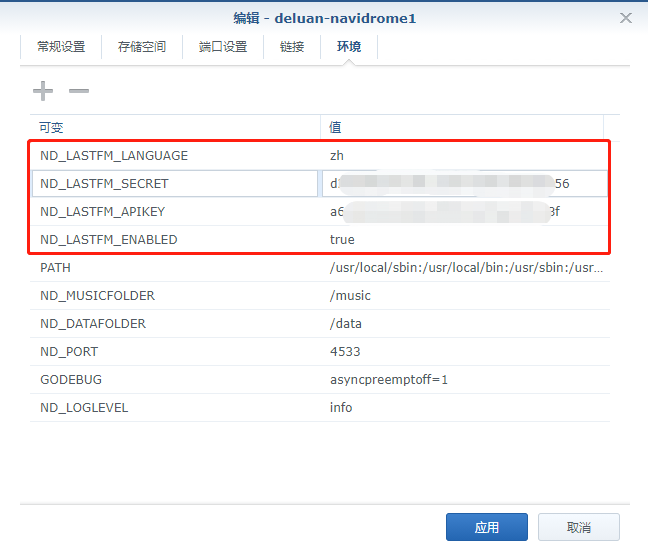 编辑 - deluan-navidrome1
常规设置 存储空间 端口设置 链接 环境
可变 值
ND_LASTFM_LANGUAGE zh
ND_LASTFM_SECRET 56
ND_LASTFM_APIKEY a6 3f
ND_LASTFM_ENABLED true
PATH /usr/local/sbin:/usr/local/bin:/usr/sbin:/usr...
ND_MUSICFOLDER /music
ND_DATAFOLDER /data
ND_PORT 4533
GODEBUG asyncpreemptoff=1
ND_LOGLEVEL info
应用 取消